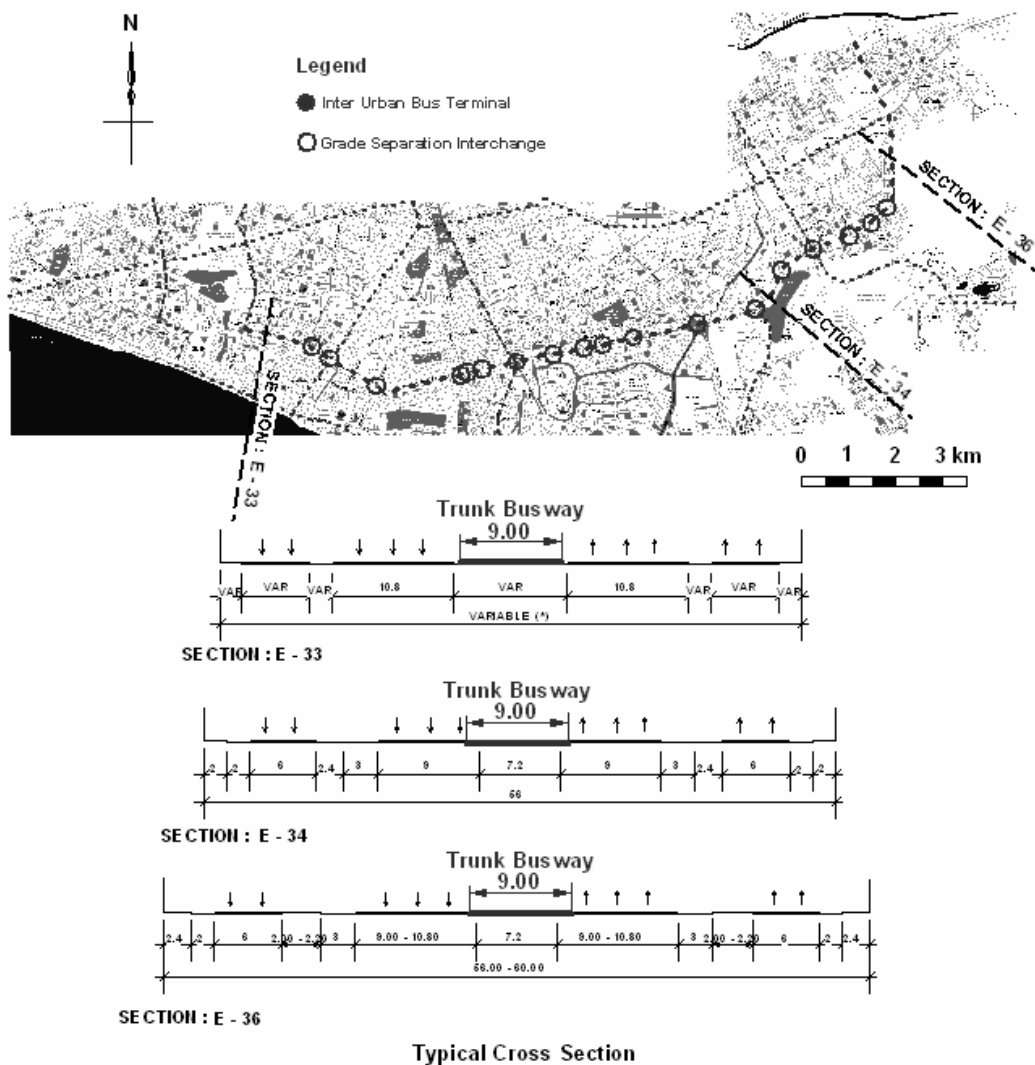 N
Legend
Inter Urban Bus Terminal
Grade Separation Interchange
SECTION : E - 36
SECTION : E - 34
SECTION : E - 33
0 1 2 3 km
Trunk Busway
9.00
VAR VAR VAR 10.8 VAR 10.8 VAR VAR VAR
VARIABLE (*)
SECTION : E - 33
Trunk Busway
9.00
2 2 6 2.4 3 9 7.2 9 3 2.4 6 2 2
56
SECTION : E - 34
Trunk Busway
9.00
2.4 2 6 2.00 - 2.20 3 9.00 - 10.80 7.2 9.00 - 10.80 3 2.00 - 2.20 6 2 2.4
56.00 - 60.00
SECTION : E - 36
Typical Cross Section